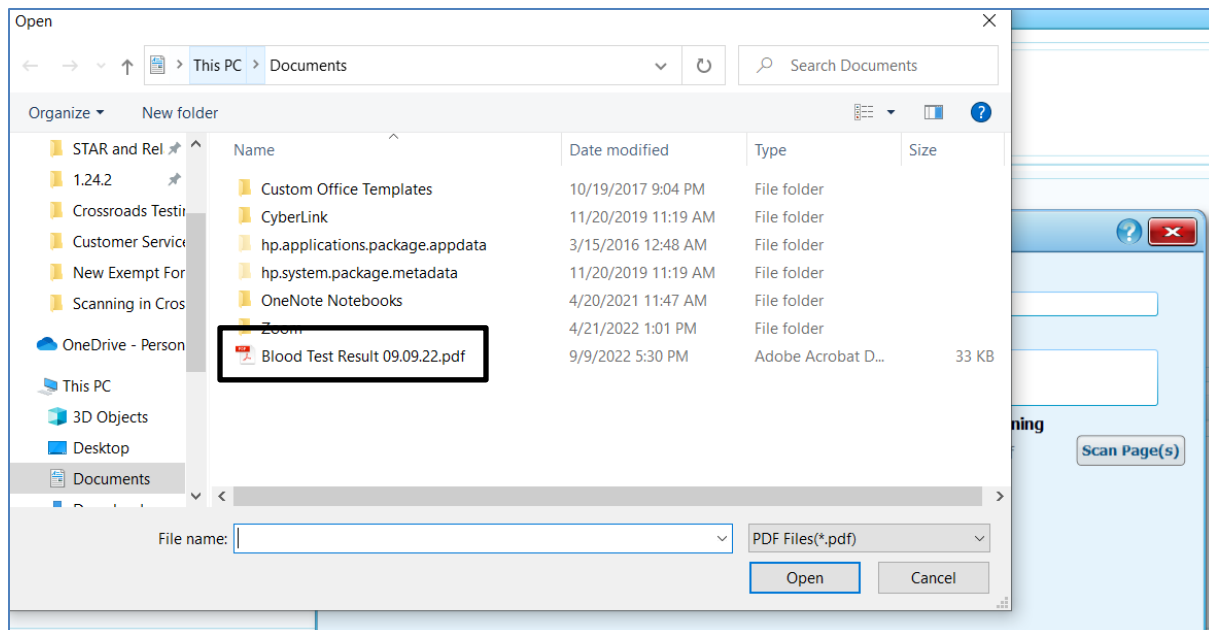 Open
This PC > Documents
Search Documents
Organize New folder
STAR and Rel
1.24.2
Crossroads Testin
Customer Service
New Exempt For
Scanning in Cros
OneDrive - Person
This PC
3D Objects
Desktop
Documents
Name Date modified Type Size
Custom Office Templates 10/19/2017 9:04 PM File folder
CyberLink 11/20/2019 11:19 AM File folder
hp.applications.package.appdata 3/15/2016 12:48 AM File folder
hp.system.package.metadata 11/20/2019 11:19 AM File folder
OneNote Notebooks 4/20/2021 11:47 AM File folder
Zoom 4/21/2022 1:01 PM File folder
Blood Test Result 09.09.22.pdf 9/9/2022 5:30 PM Adobe Acrobat D... 33 KB
File name: PDF Files(*.pdf)
Open Cancel
ning
Scan Page(s)